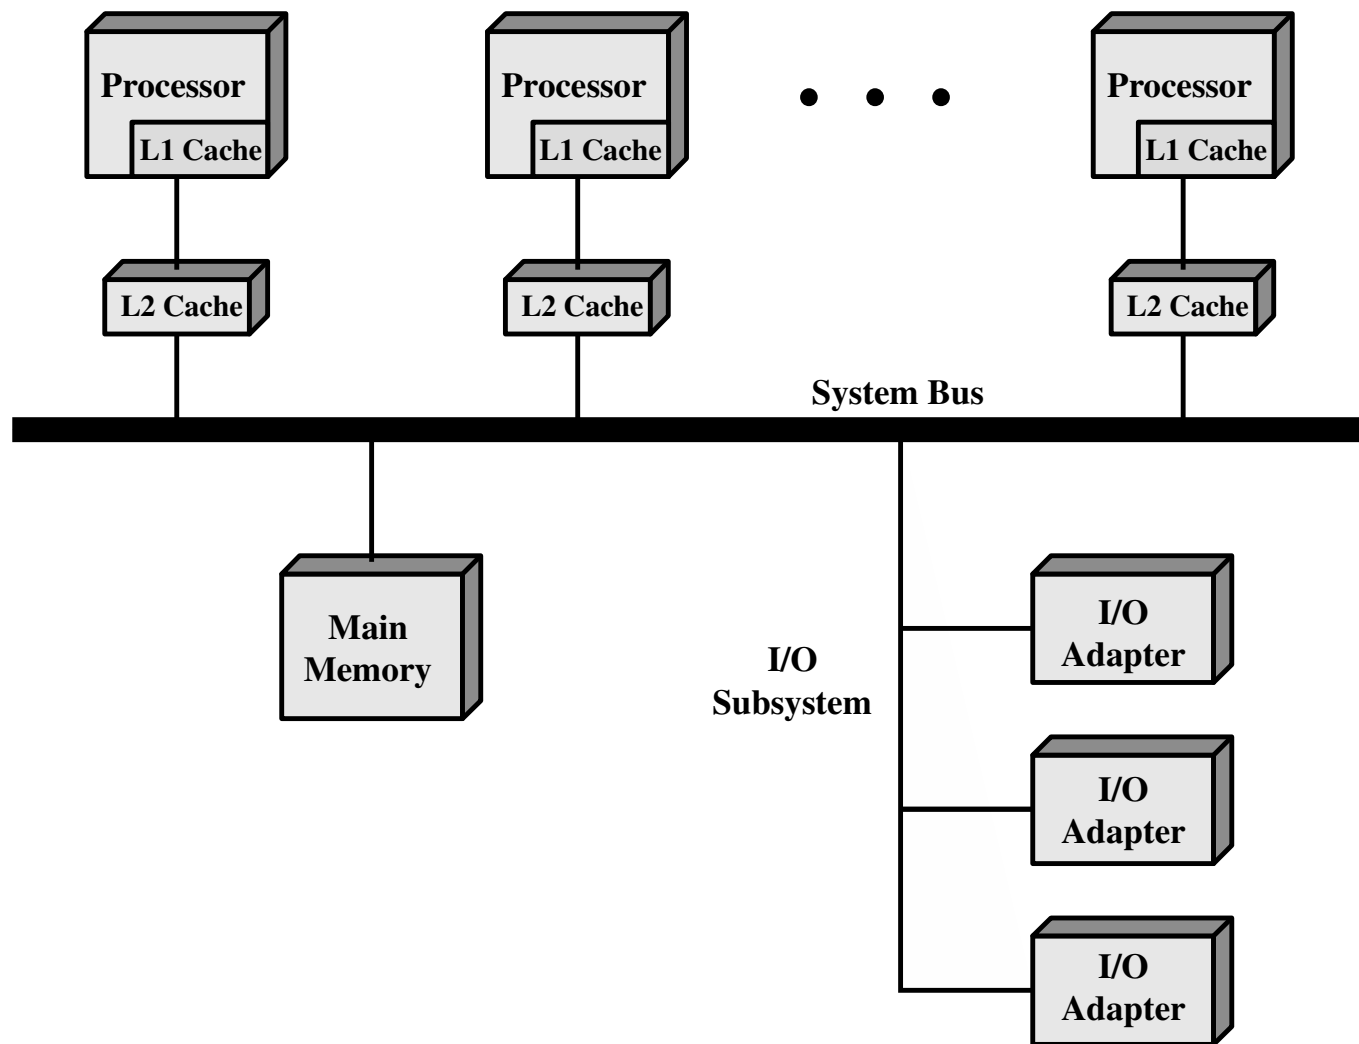 Processor
L1 Cache
Processor
L1 Cache
Processor
L1 Cache
L2 Cache
L2 Cache
L2 Cache
System Bus
Main
Memory
I/O
Subsystem
I/O
Adapter
I/O
Adapter
I/O
Adapter